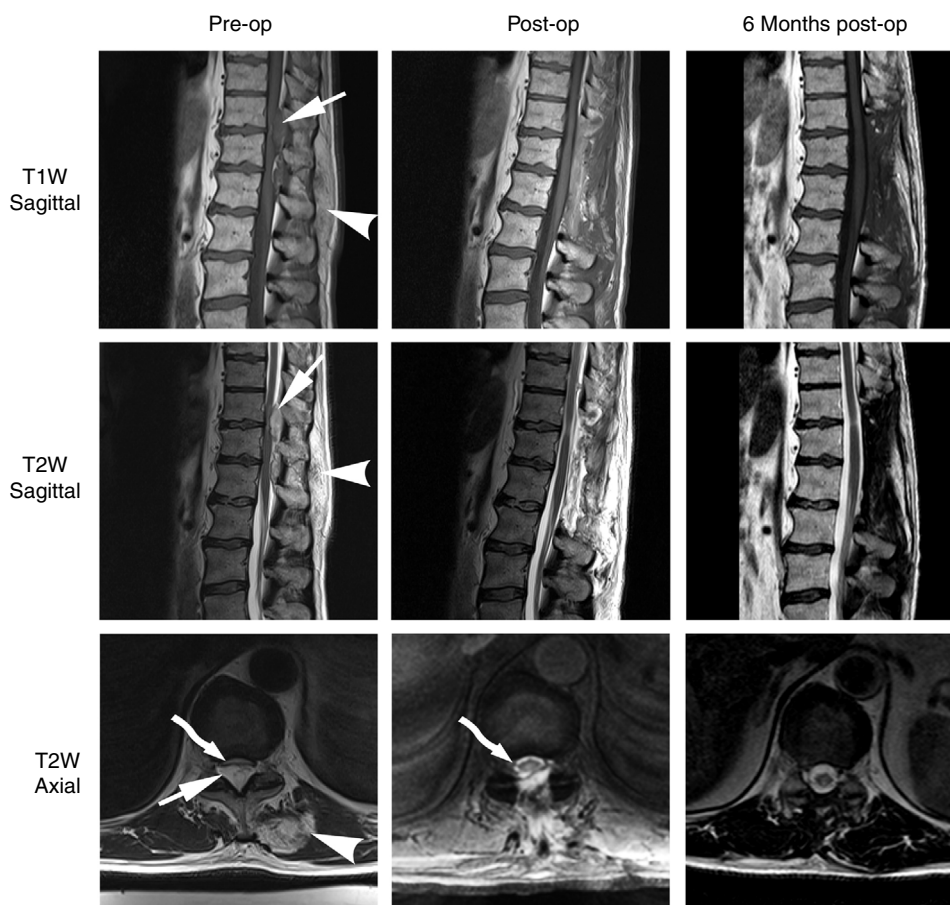 Pre-op
Post-op
6 Months post-op
T1W
Sagittal
T2W
Sagittal
T2W
Axial